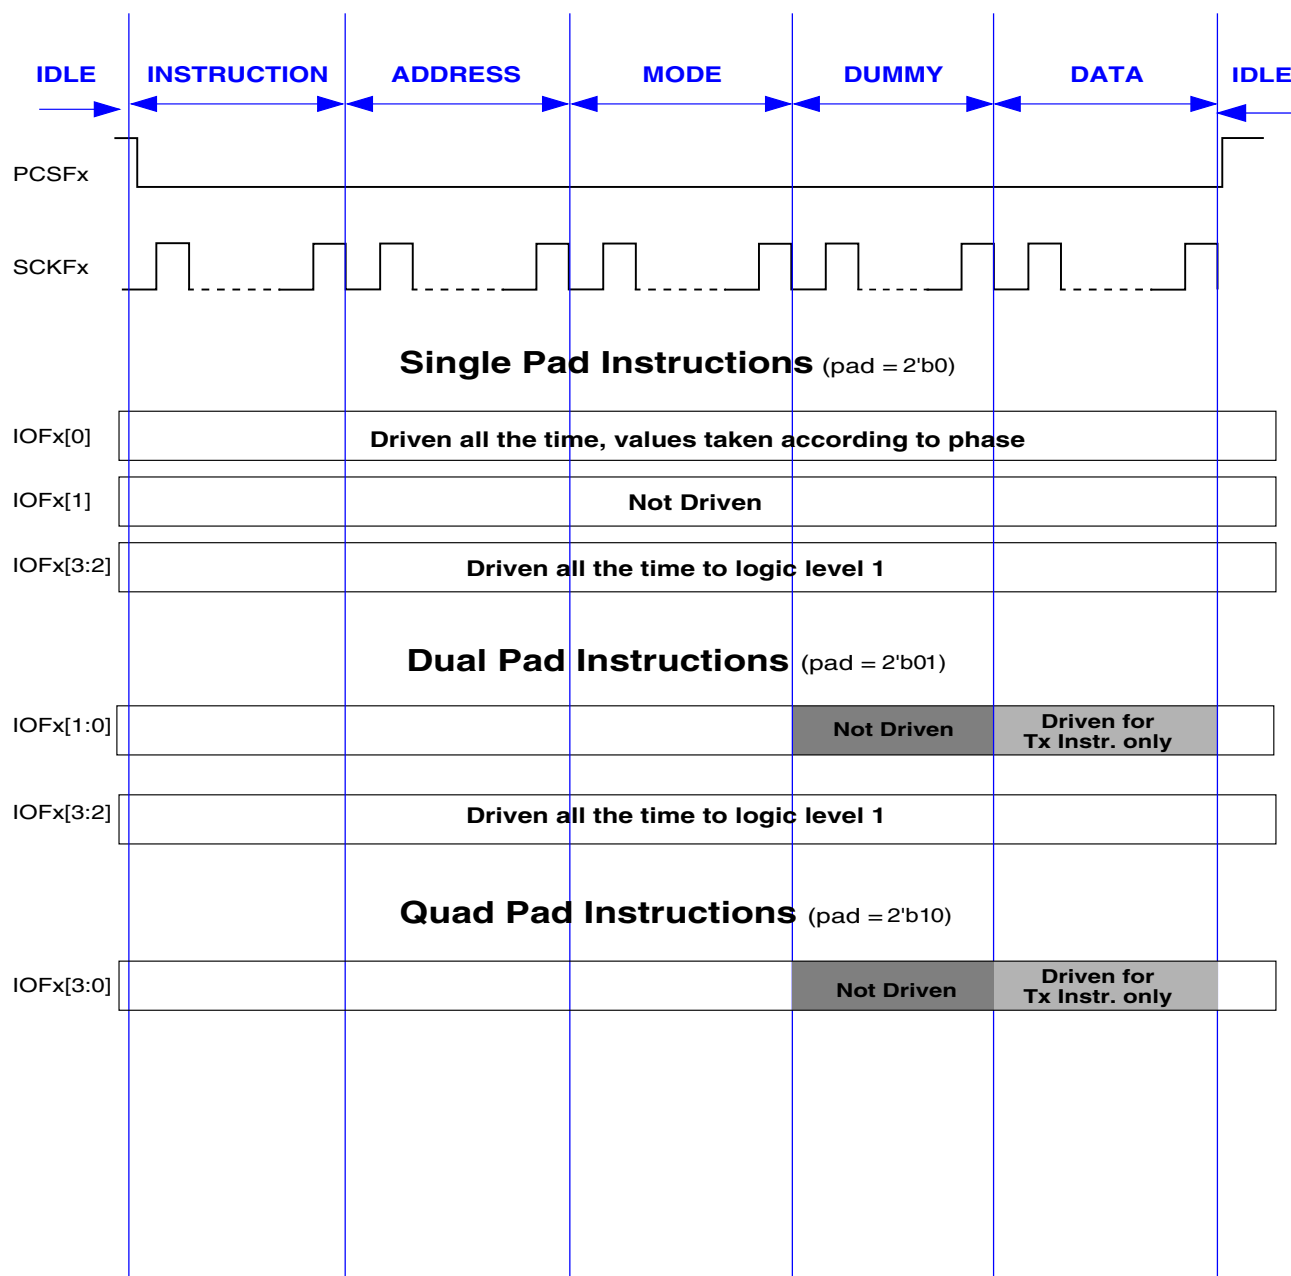 IDLE INSTRUCTION ADDRESS MODE DUMMY DATA IDLE
PCSFx
SCKFx
Single Pad Instructions (pad = 2'b0)
IOFx[0] Driven all the time, values taken according to phase
IOFx[1] Not Driven
IOFx[3:2] Driven all the time to logic level 1
Dual Pad Instructions (pad = 2'b01)
IOFx[1:0] Not Driven Driven for
Tx Instr. only
IOFx[3:2] Driven all the time to logic level 1
Quad Pad Instructions (pad = 2'b10)
IOFx[3:0] Not Driven Driven for
Tx Instr. only